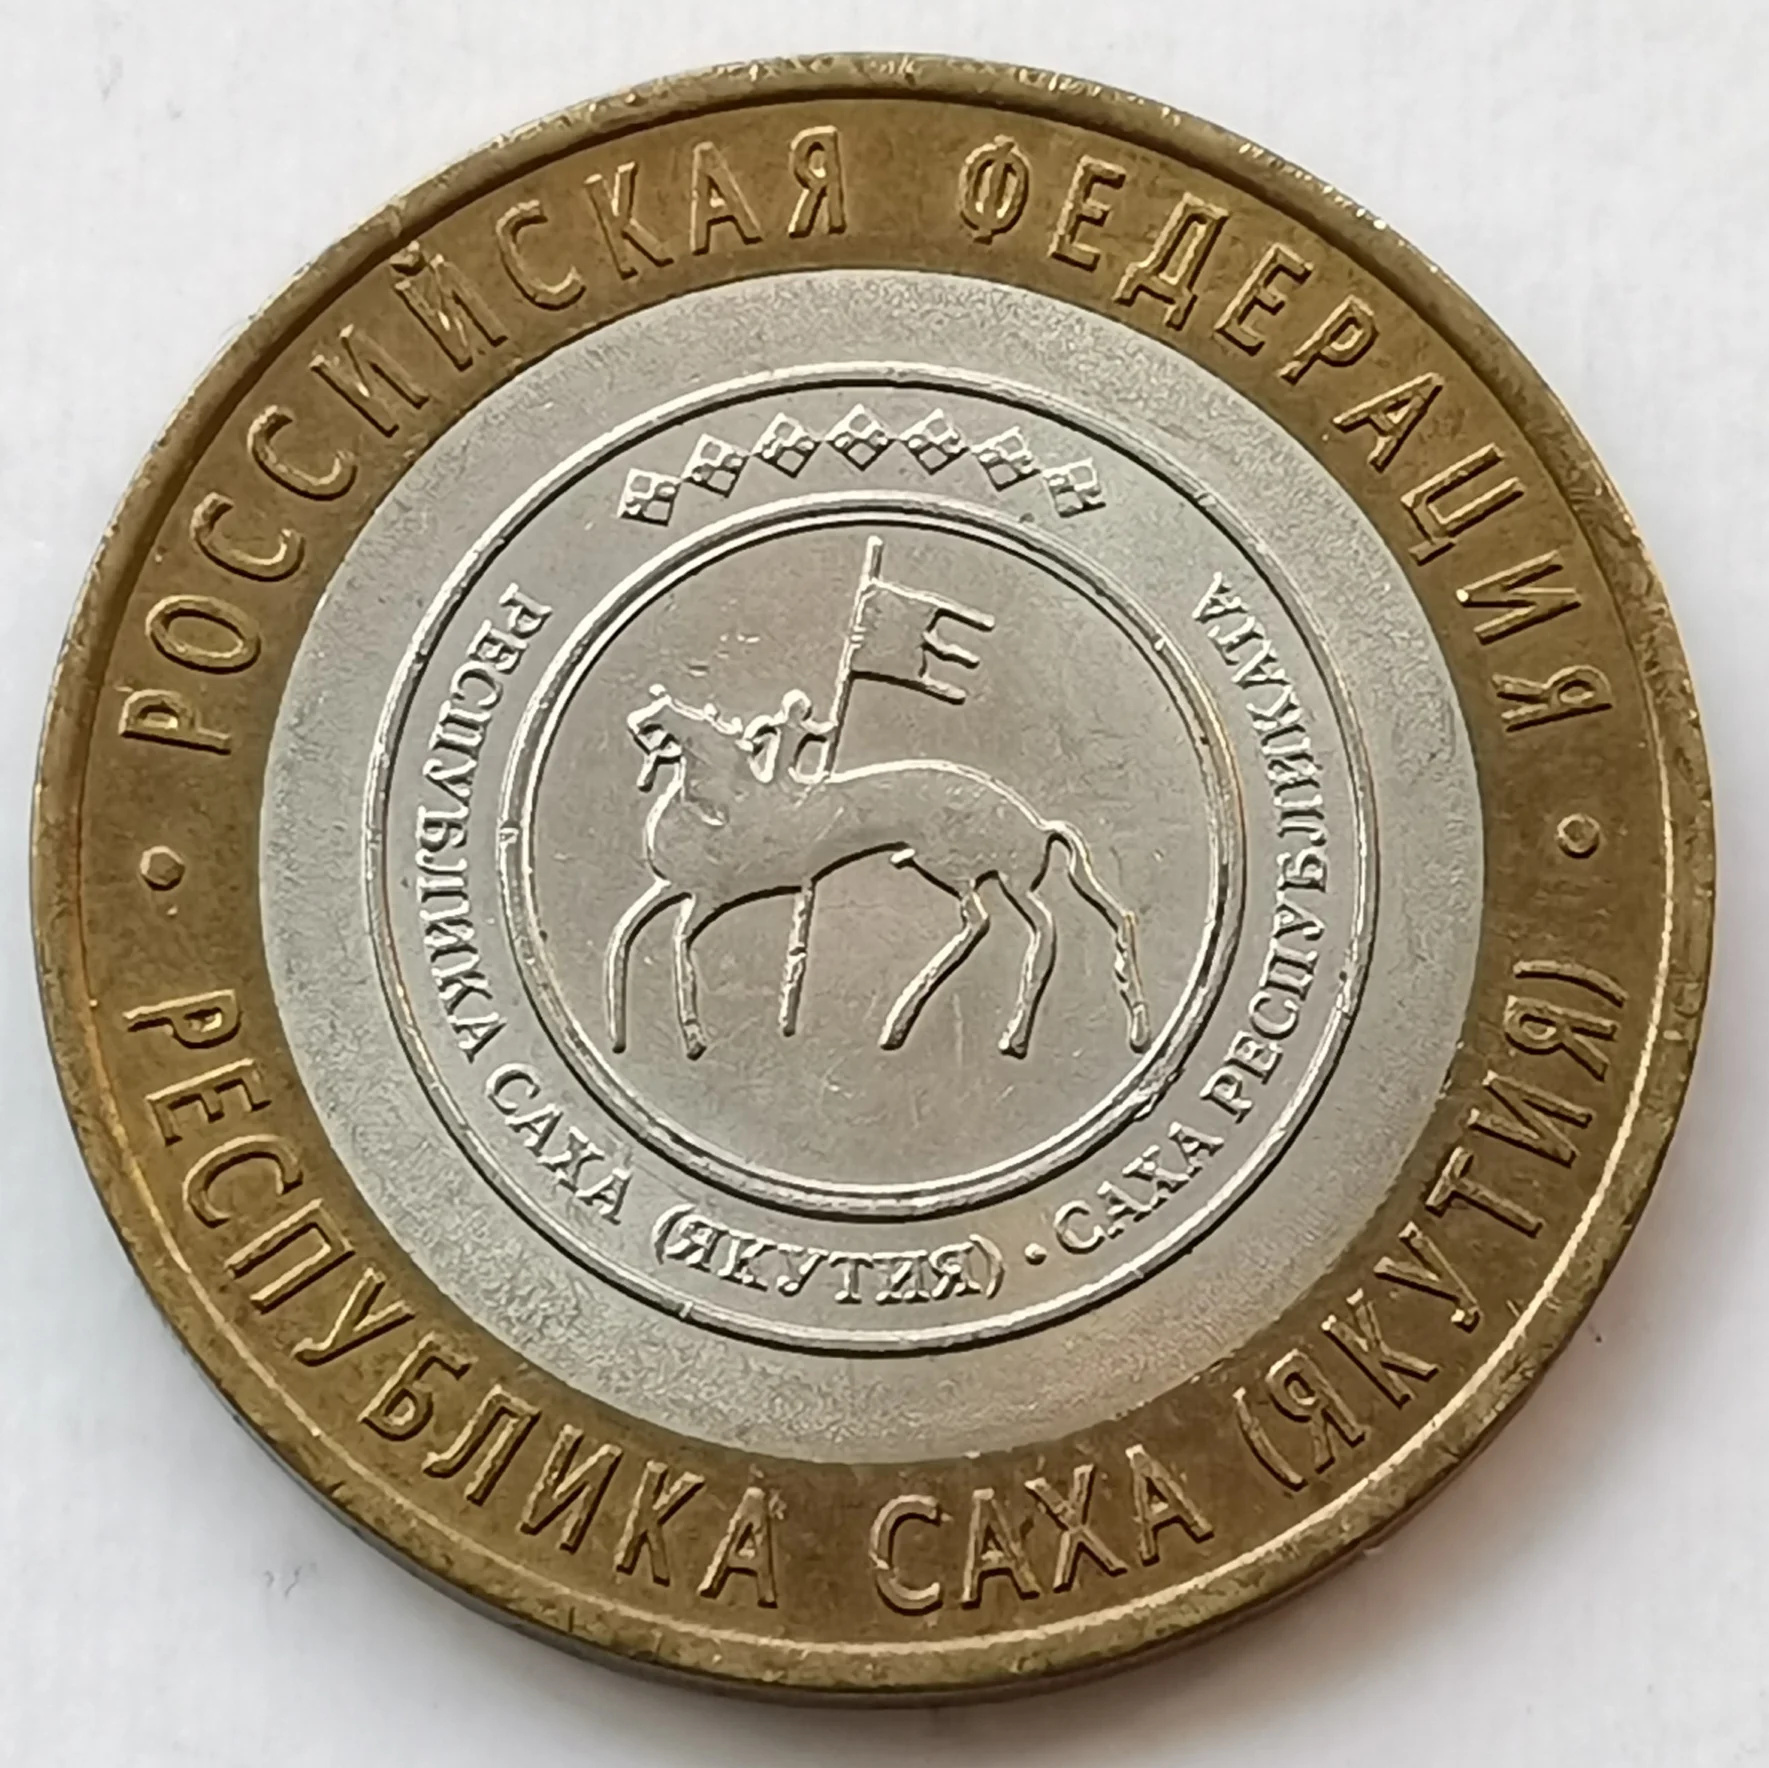 РОССИЙСКАЯ ФЕДЕРАЦИЯ
• РЕСПУБЛИКА САХА (ЯКУТИЯ) •
РЕСПУБЛИКА САХА (ЯКУТИЯ) • САХА РЕСПУБЛИКАТА